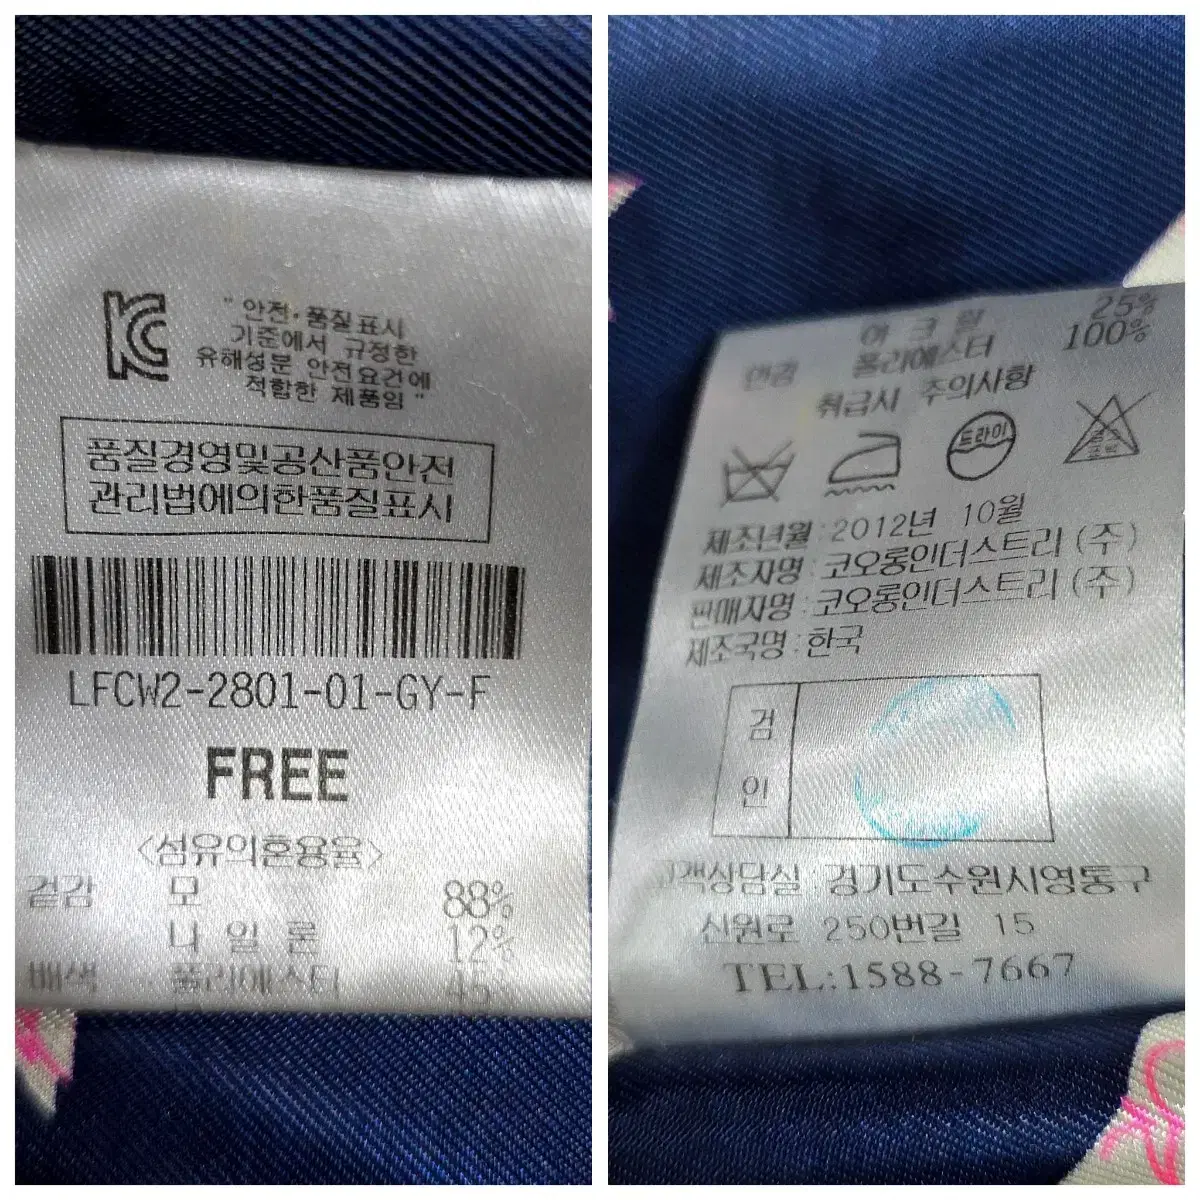 KC
" 안전·품질표시
기준에서 규정한
유해성분 안전요건에
적합한 제품임 "
품질경영및공산품안전
관리법에의한품질표시
LFCW2-2801-01-GY-F
FREE
<섬유의혼용율>
겉감 모 88%
나 일 론 12%
배색 폴리에스터 45%
아 크 릴 25%
안감 폴리에스터 100%
취급시 주의사항
드라이
제조년월 : 2012년 10월
제조자명 : 코오롱인더스트리 (주)
판매자명 : 코오롱인더스트리 (주)
제조국명 : 한국
검
인
고객상담실 : 경기도수원시영통구
신원로 250번길 15
TEL:1588-7667